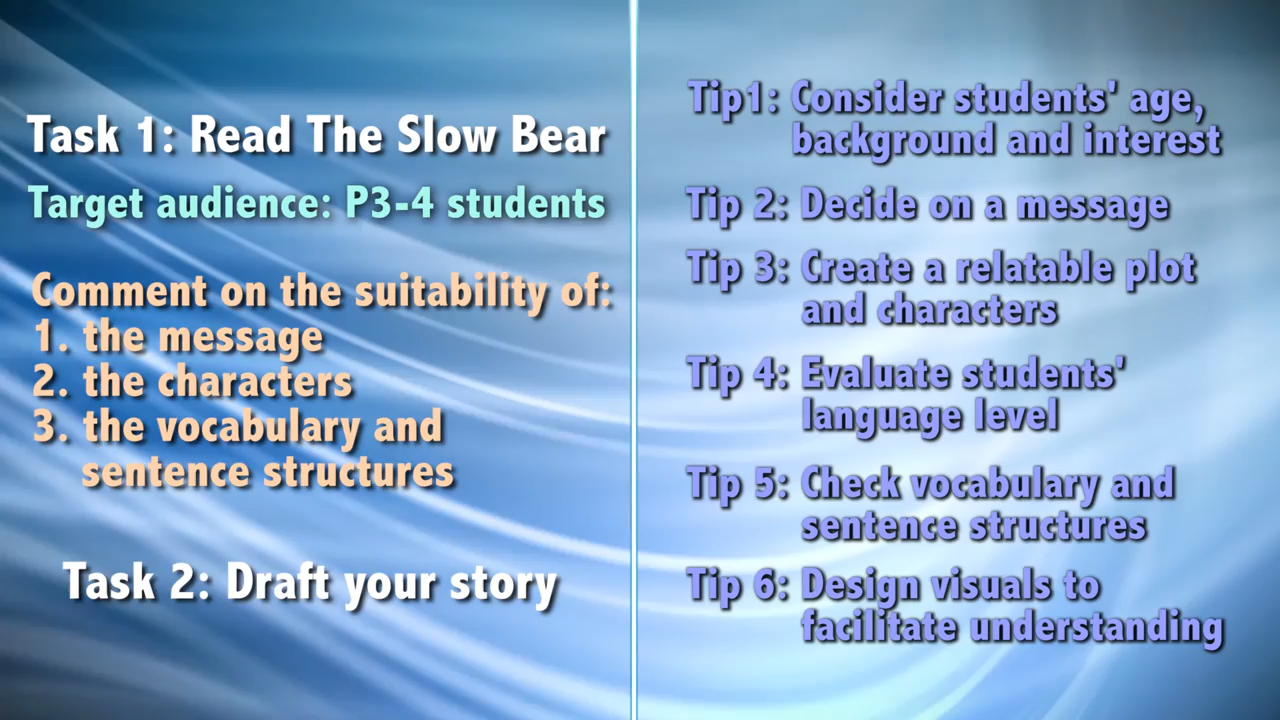 Task 1: Read The Slow Bear
Target audience: P3-4 students
Comment on the suitability of:
1. the message
2. the characters
3. the vocabulary and
sentence structures
Task 2: Draft your story
Tip1: Consider students' age,
background and interest
Tip 2: Decide on a message
Tip 3: Create a relatable plot
and characters
Tip 4: Evaluate students'
language level
Tip 5: Check vocabulary and
sentence structures
Tip 6: Design visuals to
facilitate understanding